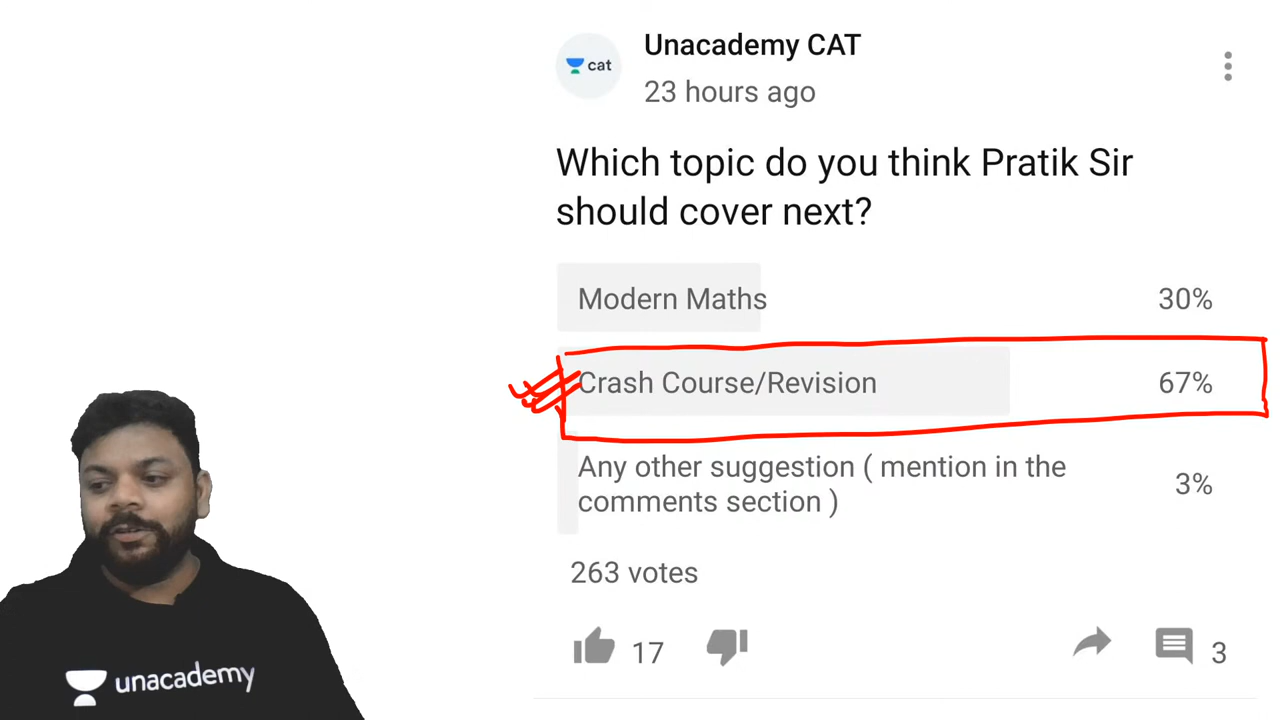 Unacademy CAT
cat
23 hours ago
Which topic do you think Pratik Sir
should cover next?
Modern Maths 30%
Crash Course/Revision 67%
Any other suggestion ( mention in the
comments section ) 3%
263 votes
17
3
unacademy